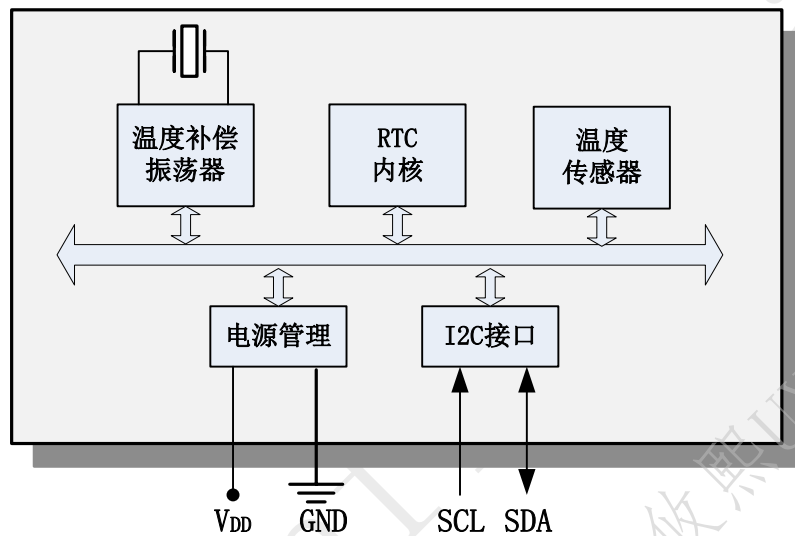 温度补偿
振荡器
RTC
内核
温度
传感器
电源管理
I2C接口
VDD
GND
SCL
SDA